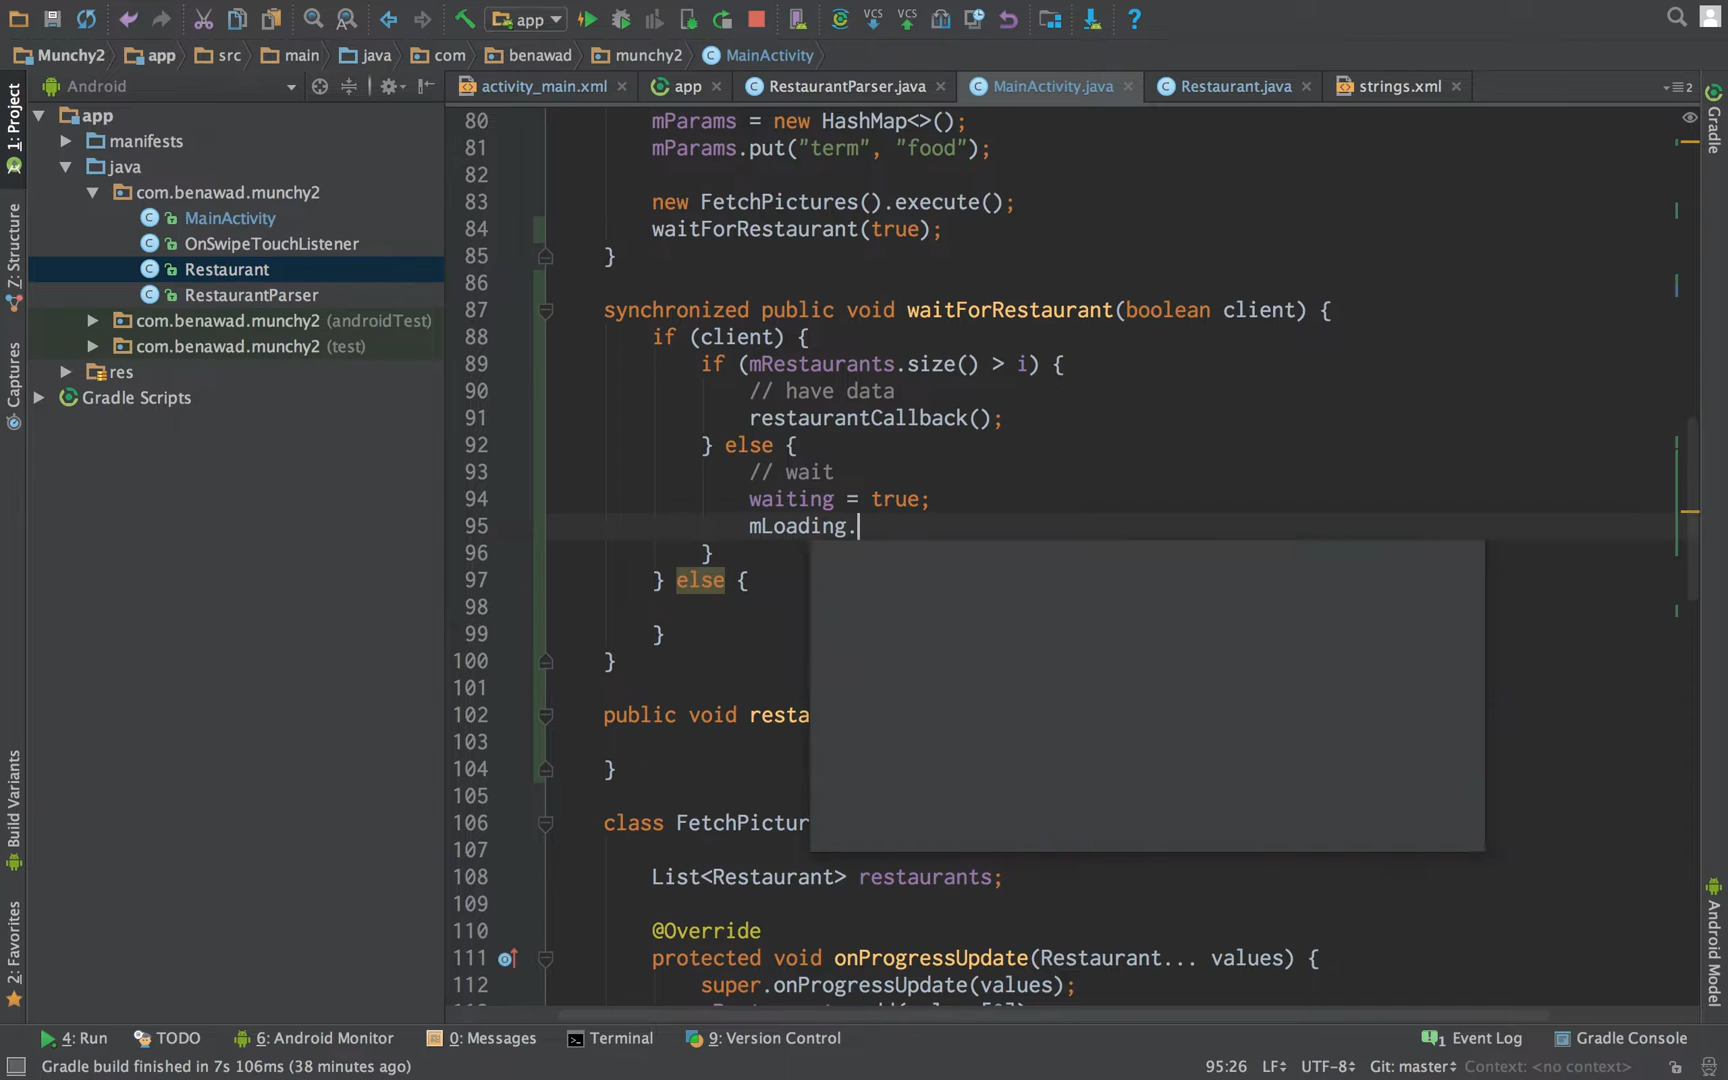 app
Munchy2 app src main java com benawad munchy2 MainActivity
Android
activity_main.xml app RestaurantParser.java MainActivity.java Restaurant.java strings.xml 2
1: Project
Z: Structure
Captures
Build Variants
2: Favorites
app
manifests
java
com.benawad.munchy2
MainActivity
OnSwipeTouchListener
Restaurant
RestaurantParser
com.benawad.munchy2 (androidTest)
com.benawad.munchy2 (test)
res
Gradle Scripts
80 mParams = new HashMap<>();
81 mParams.put("term", "food");
82
83 new FetchPictures().execute();
84 waitForRestaurant(true);
85 }
86
87 synchronized public void waitForRestaurant(boolean client) {
88 if (client) {
89 if (mRestaurants.size() > i) {
90 // have data
91 restaurantCallback();
92 } else {
93 // wait
94 waiting = true;
95 mLoading.
96 }
97 } else {
98
99 }
100 }
101
102 public void resta
103
104 }
105
106 class FetchPictur
107
108 List<Restaurant> restaurants;
109
110 @Override
111 protected void onProgressUpdate(Restaurant... values) {
112 super.onProgressUpdate(values);
Gradle
Android Model
4: Run TODO 6: Android Monitor 0: Messages Terminal 9: Version Control 1 Event Log Gradle Console
Gradle build finished in 7s 106ms (38 minutes ago) 95:26 LF UTF-8 Git: master Context: <no context>